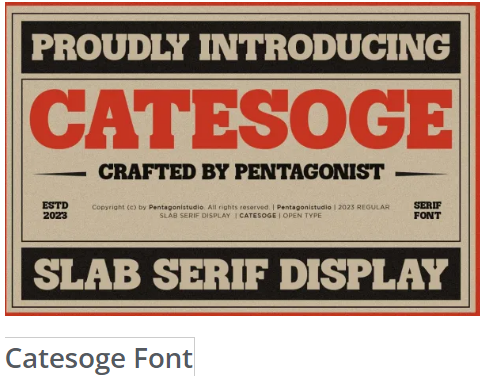 PROUDLY INTRODUCING
CATESOGE
CRAFTED BY PENTAGONIST
ESTD
2023
Copyright (c) by Pentagonistudio. All rights reserved. | Pentagonistudio | 2023 REGULAR
SLAB SERIF DISPLAY | CATESOGE | OPEN TYPE
SERIF
FONT
SLAB SERIF DISPLAY
Catesoge Font